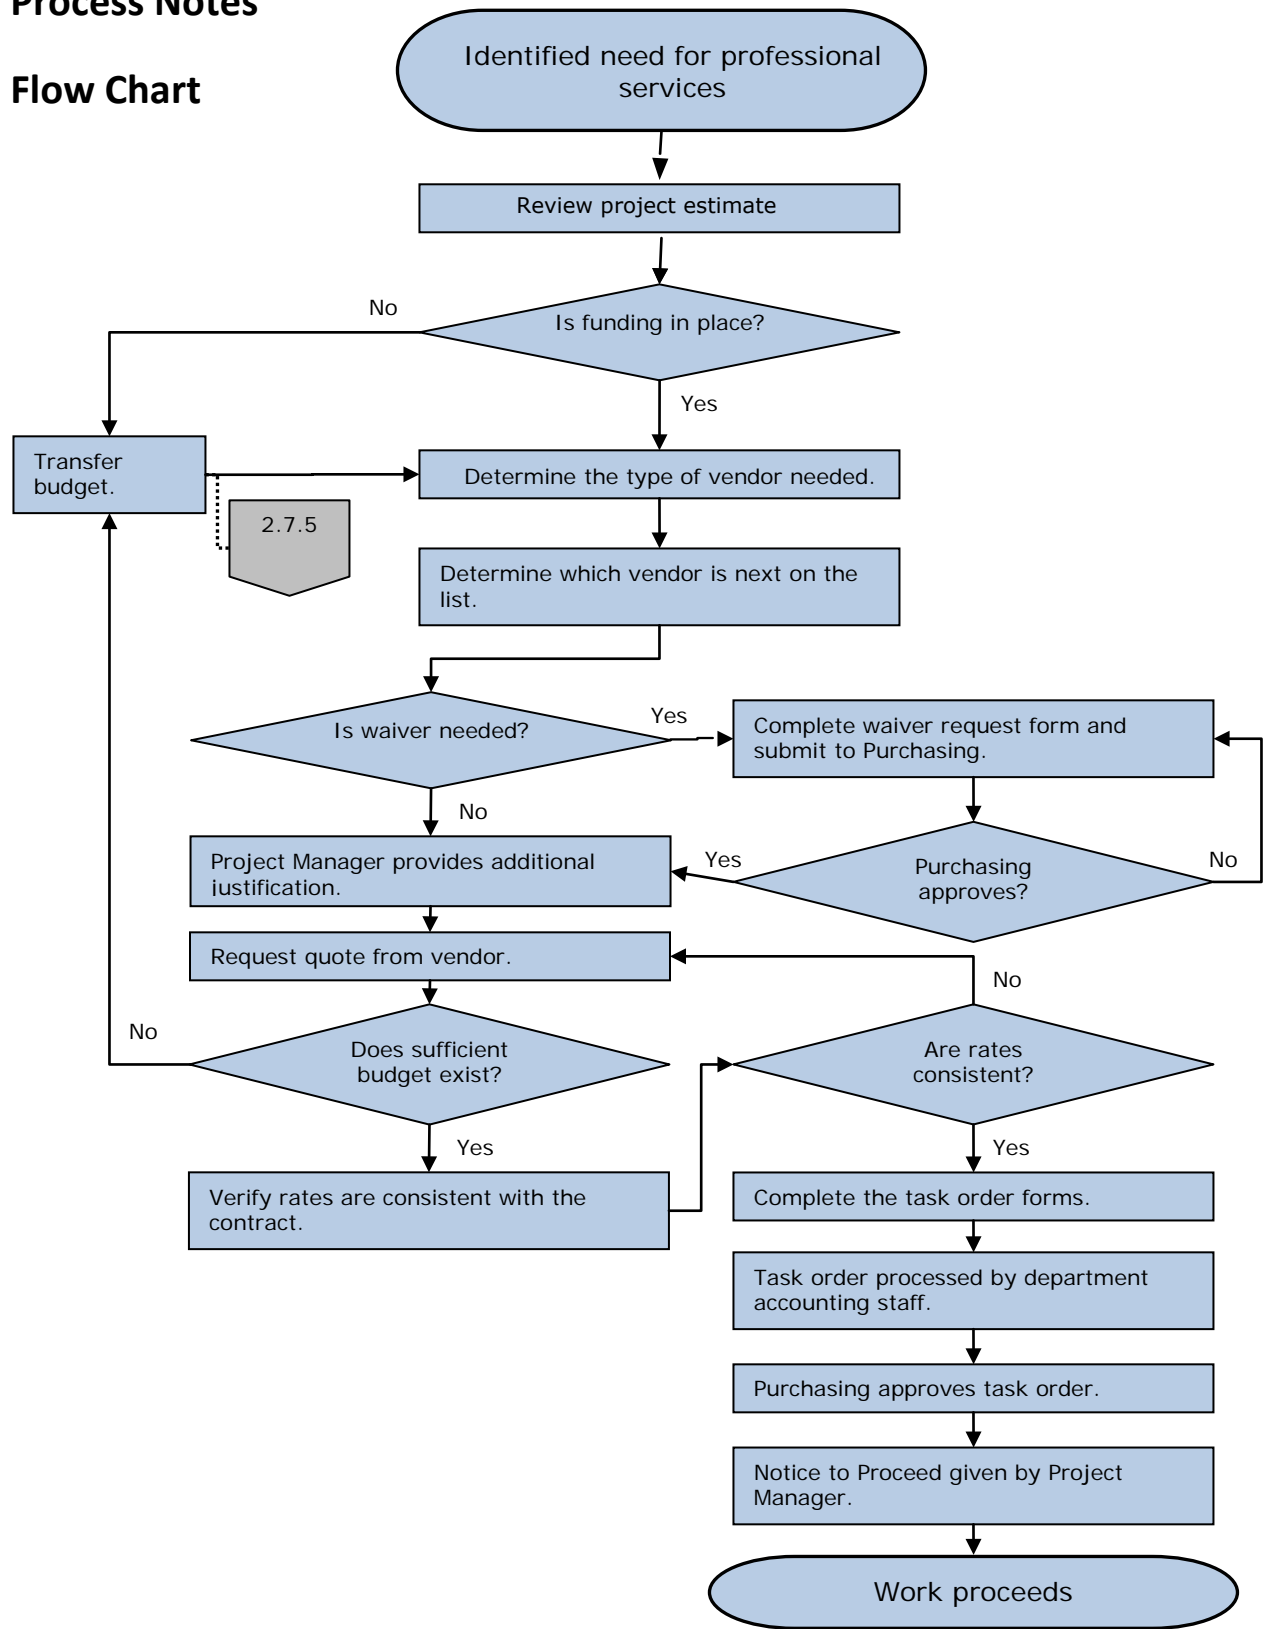 Process Notes
Flow Chart
Identified need for professional
services
Review project estimate
No
Is funding in place?
Yes
Transfer
budget.
Determine the type of vendor needed.
2.7.5
Determine which vendor is next on the
list.
Is waiver needed?
Yes
Complete waiver request form and
submit to Purchasing.
No
Project Manager provides additional
justification.
Yes
Purchasing
approves?
No
Request quote from vendor.
No
No
Does sufficient
budget exist?
Are rates
consistent?
Yes
Yes
Verify rates are consistent with the
contract.
Complete the task order forms.
Task order processed by department
accounting staff.
Purchasing approves task order.
Notice to Proceed given by Project
Manager.
Work proceeds